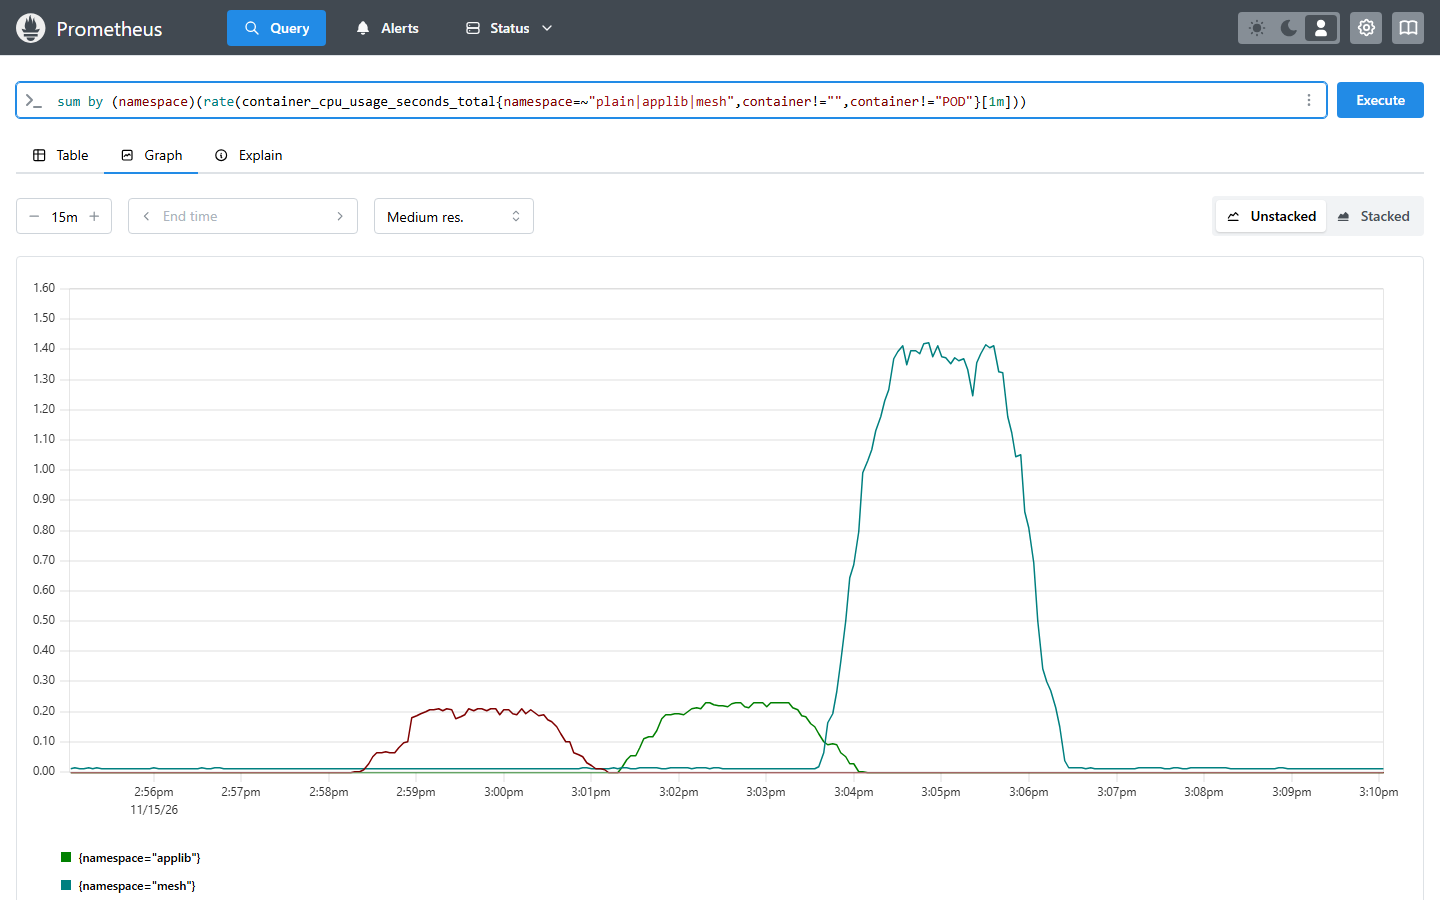 Prometheus
Query
Alerts
Status
sum by (namespace)(rate(container_cpu_usage_seconds_total{namespace=~"plain|applib|mesh",container!="",container!="POD"}[1m]))
Execute
Table
Graph
Explain
15m
End time
Medium res.
Unstacked
Stacked
1.60
1.50
1.40
1.30
1.20
1.10
1.00
0.90
0.80
0.70
0.60
0.50
0.40
0.30
0.20
0.10
0.00
2:56pm 2:57pm 2:58pm 2:59pm 3:00pm 3:01pm 3:02pm 3:03pm 3:04pm 3:05pm 3:06pm 3:07pm 3:08pm 3:09pm 3:10pm
11/15/26
{namespace="applib"}
{namespace="mesh"}